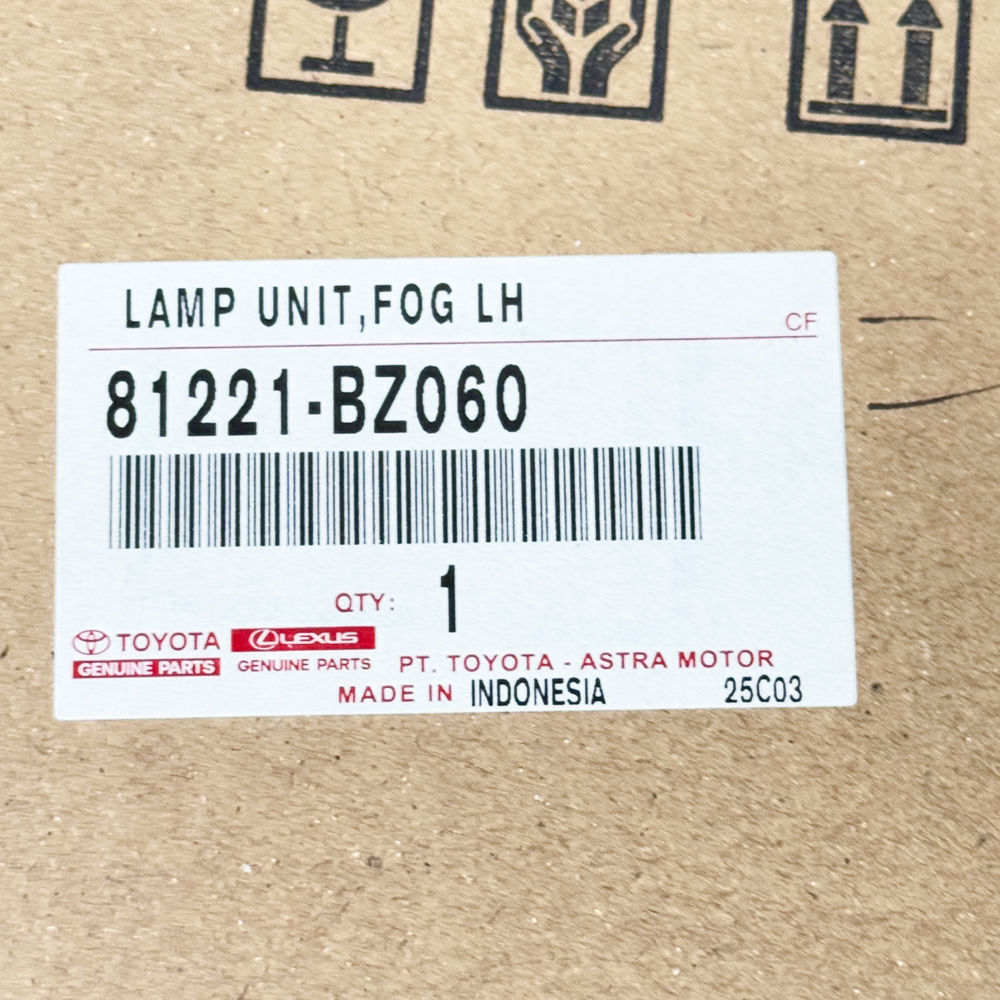 LAMP UNIT,FOG LH
CF
81221-BZ060
QTY: 1
TOYOTA LEXUS
GENUINE PARTS GENUINE PARTS PT. TOYOTA - ASTRA MOTOR
MADE IN INDONESIA 25C03